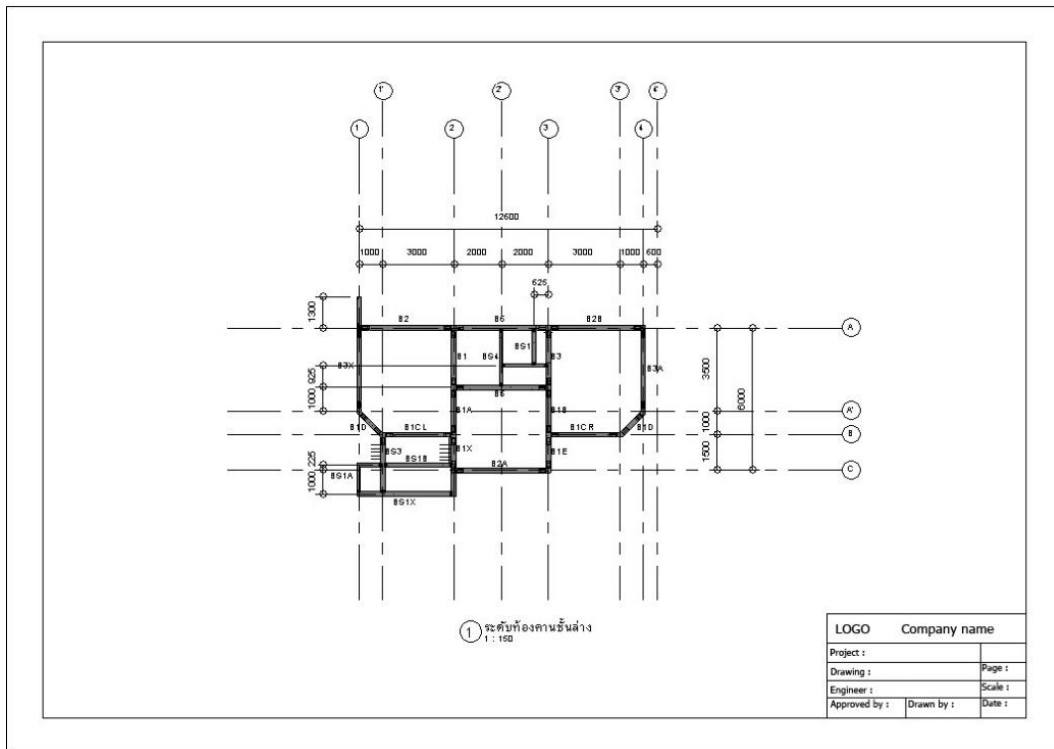 1' 2' 3' 4'
1 2 3 4
12600
1000 3000 2000 2000 3000 1000 600
625
1300
B2 B6 B2B
A
B3X B1 BS4 BS1 B3 B3A
925
3500
6000
B6
1000
B1A B1B
A'
B1D B1CL B1CR B1D
1000
B
BS3 B1X B1E
BS1B B2A
1500
225
C
BS1A
1000
BS1X
1 ระดับท้องคานชั้นล่าง
1 : 150
LOGO Company name
Project :
Drawing : Page :
Engineer : Scale :
Approved by : Drawn by : Date :